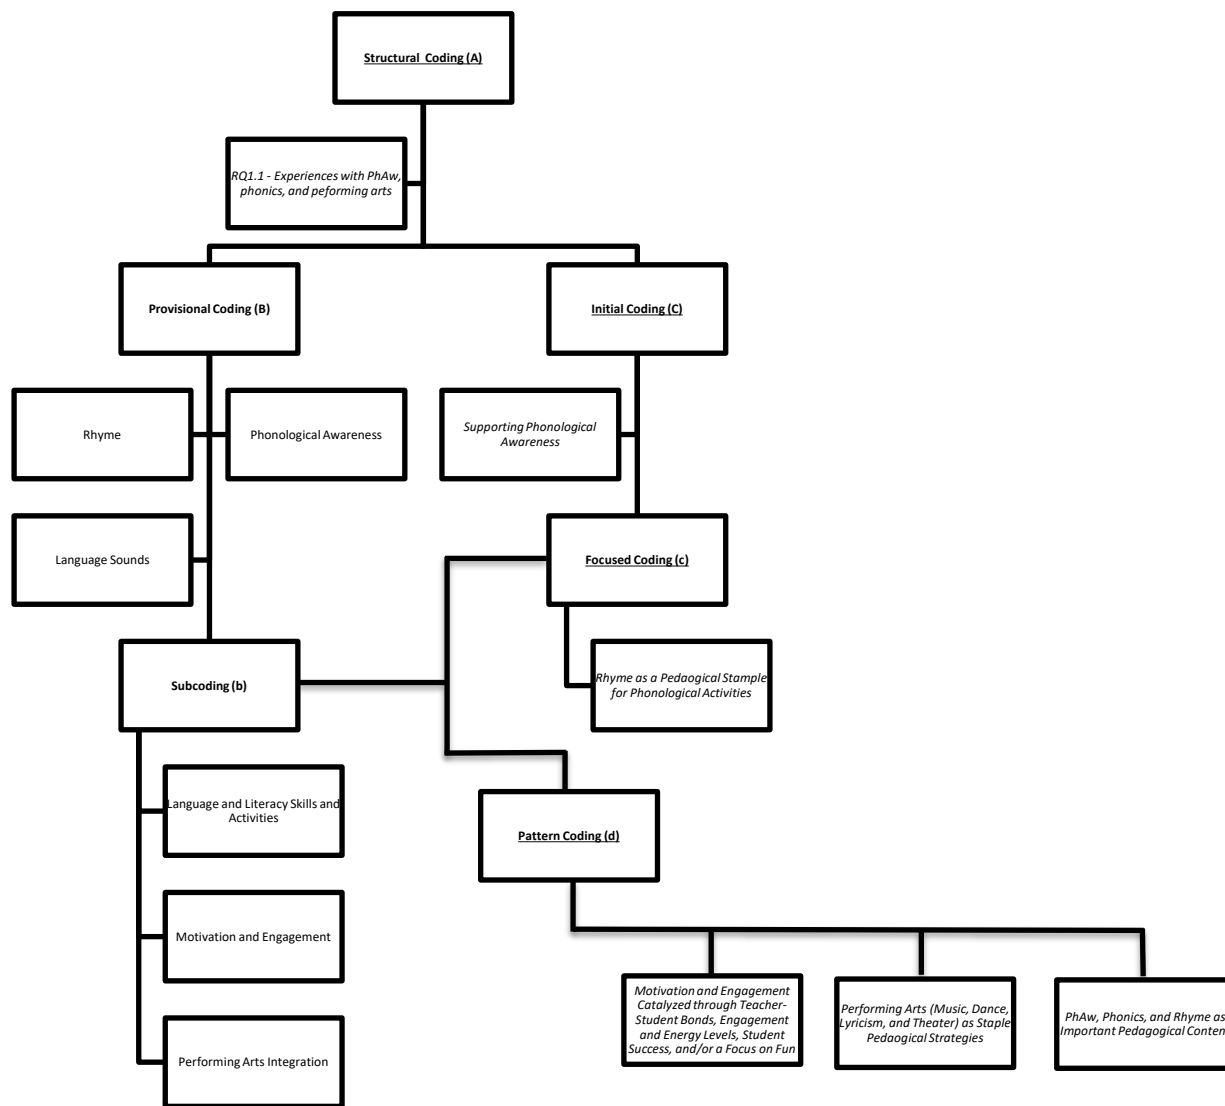 Structural Coding (A)
RQ1.1 - Experiences with PhAw,
phonics, and peforming arts
Provisional Coding (B)
Initial Coding (C)
Rhyme
Phonological Awareness
Supporting Phonological
Awareness
Language Sounds
Focused Coding (c)
Subcoding (b)
Rhyme as a Pedaogical Stample
for Phonological Activities
Language and Literacy Skills and
Activities
Pattern Coding (d)
Motivation and Engagement
Performing Arts Integration
Motivation and Engagement
Catalyzed through Teacher-
Student Bonds, Engagement
and Energy Levels, Student
Success, and/or a Focus on Fun
Performing Arts (Music, Dance,
Lyricism, and Theater) as Staple
Pedaogical Strategies
PhAw, Phonics, and Rhyme as
Important Pedagogical Content